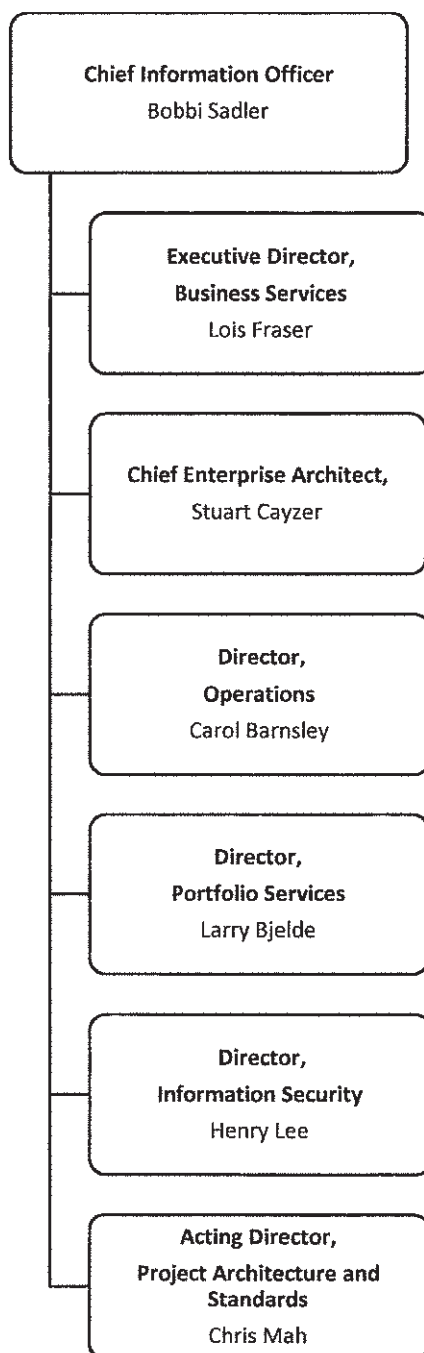 Chief Information Officer
Bobbi Sadler
Executive Director,
Business Services
Lois Fraser
Chief Enterprise Architect,
Stuart Cayzer
Director,
Operations
Carol Barnsley
Director,
Portfolio Services
Larry Bjelde
Director,
Information Security
Henry Lee
Acting Director,
Project Architecture and
Standards
Chris Mah